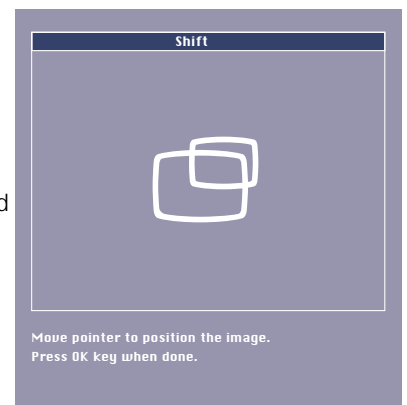 Shift
d
Move pointer to position the image.
Press OK key when done.